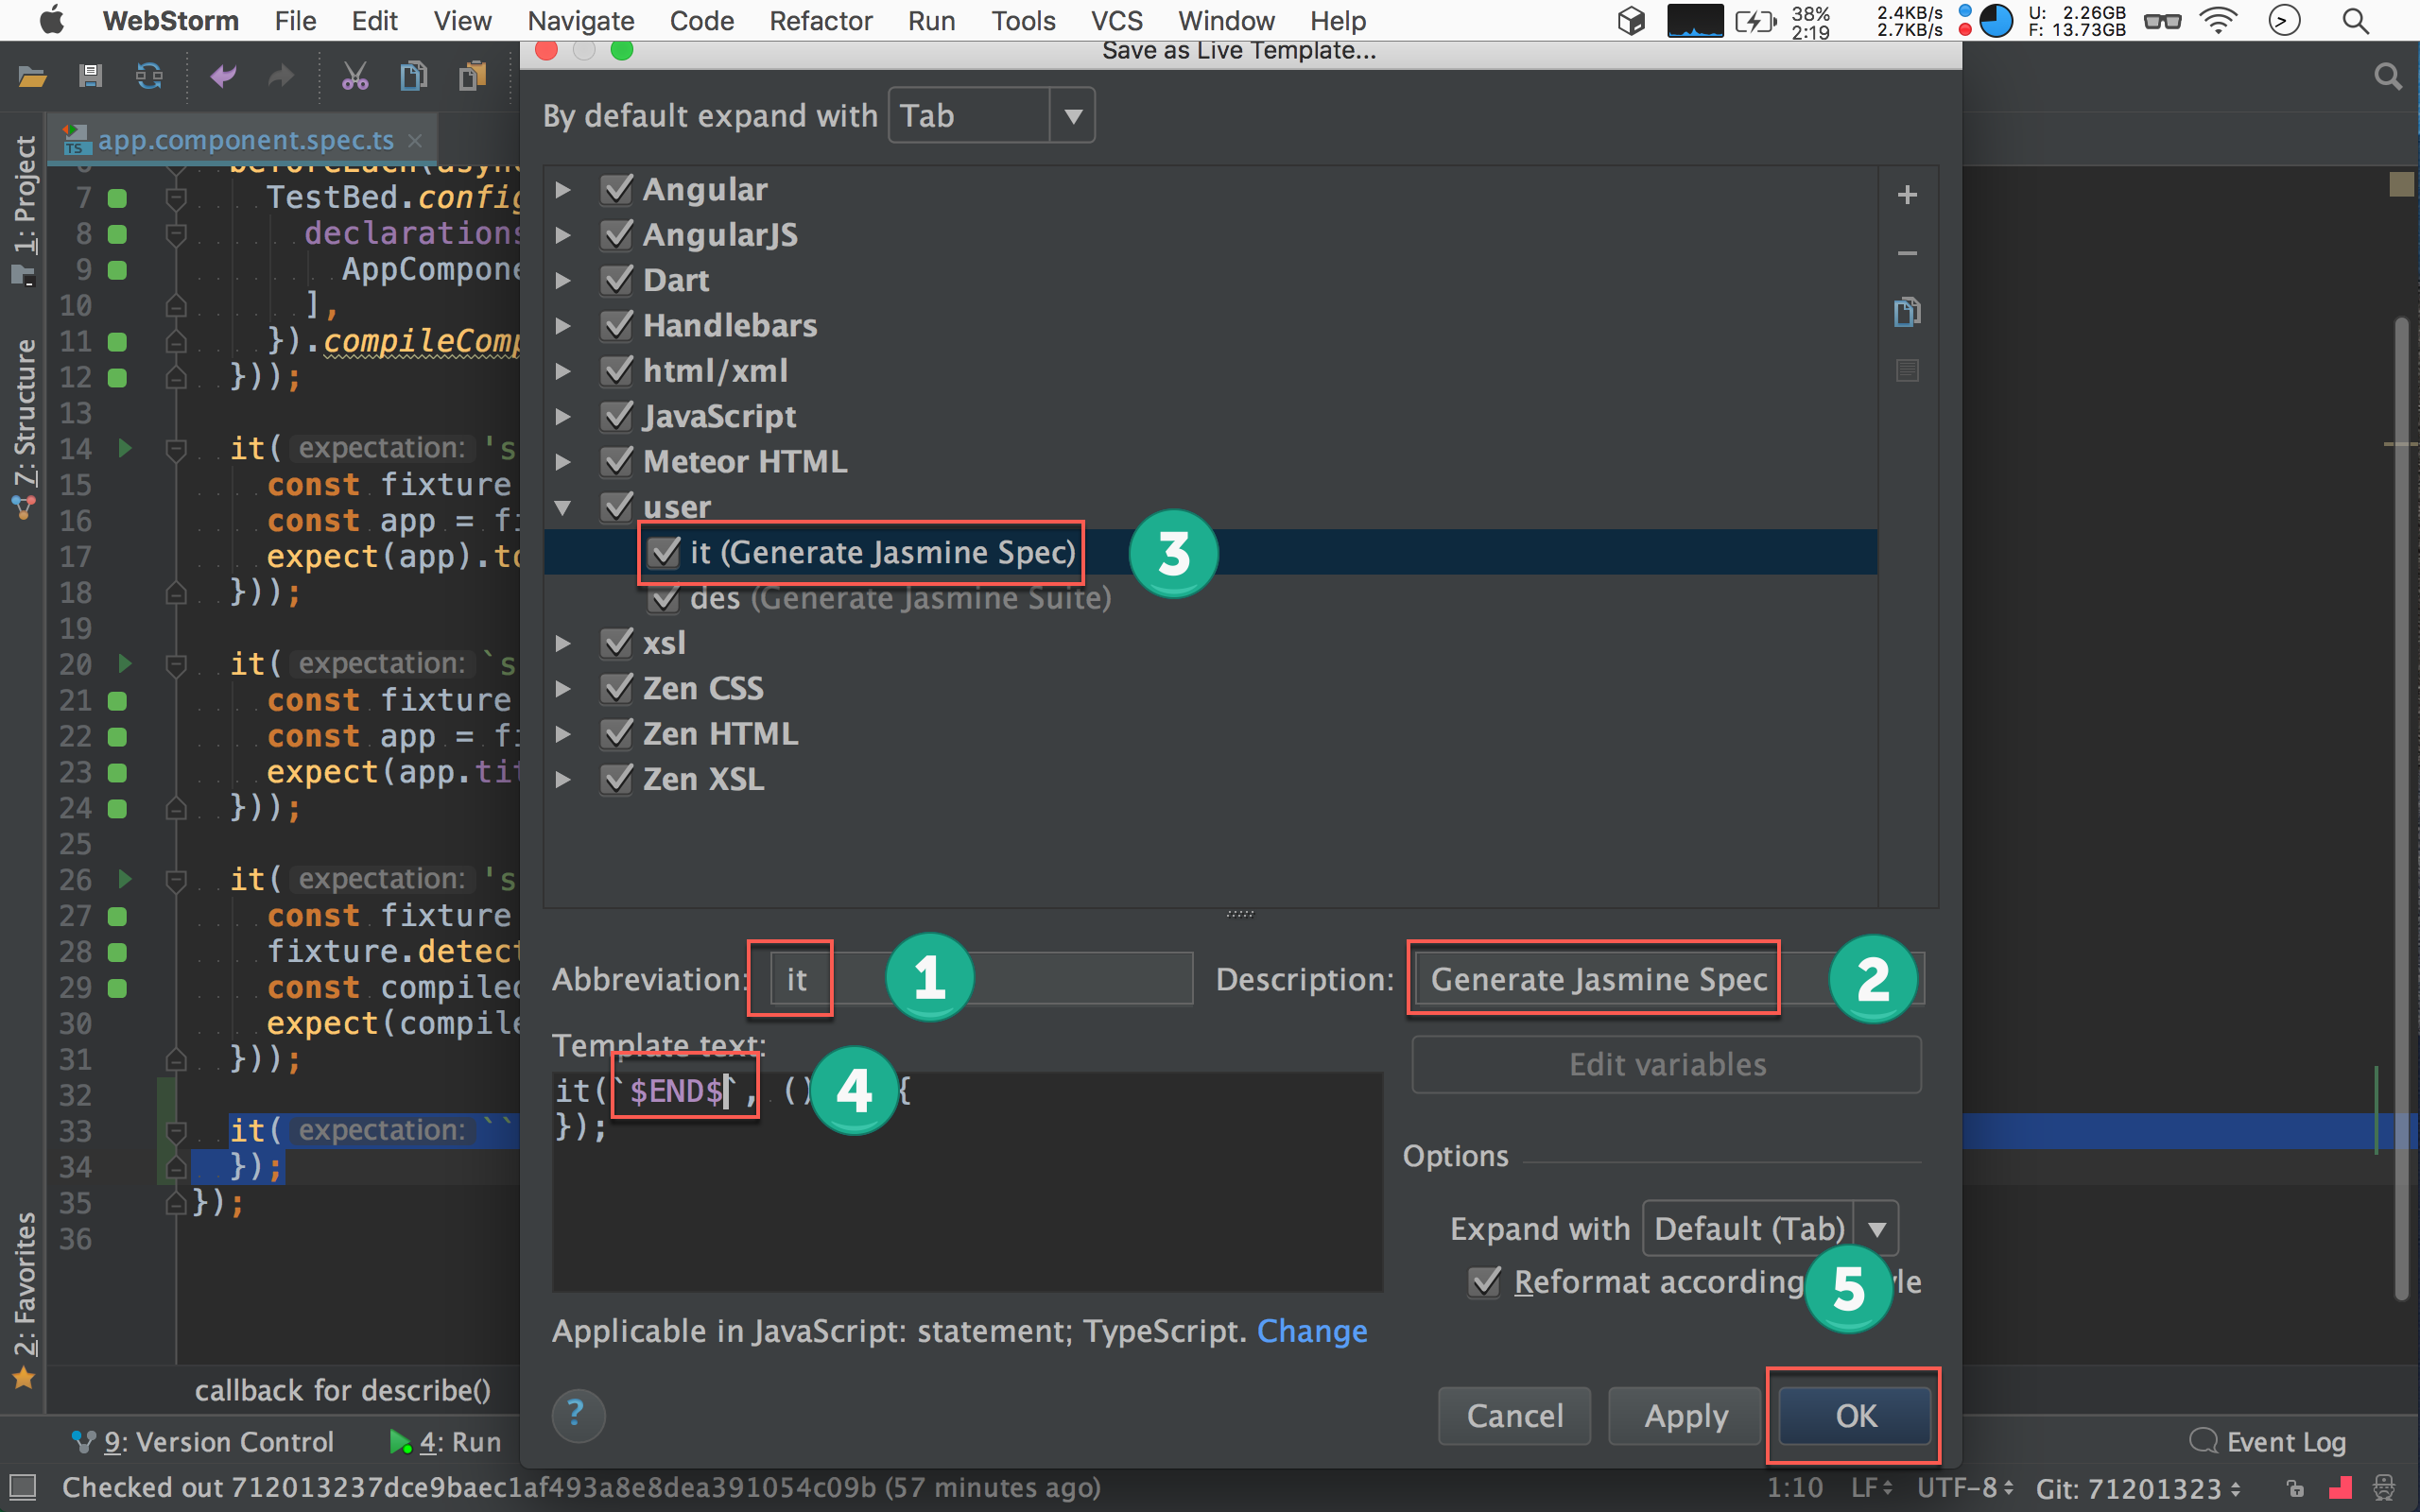 WebStorm File Edit View Navigate Code Refactor Run Tools VCS Window Help
38%
2:19
2.4KB/s
2.7KB/s
U: 2.26GB
F: 13.73GB
Save as Live Template...
By default expand with Tab
app.component.spec.ts
1: Project
7: Structure
2: Favorites
7 TestBed.config
8 declarations
9 AppCompone
10 ],
11 }).compileComp
12 }));
13
14 it( expectation: 's
15 const fixture
16 const app = fi
17 expect(app).to
18 }));
19
20 it( expectation: `s
21 const fixture
22 const app = fi
23 expect(app.tit
24 }));
25
26 it( expectation: 's
27 const fixture
28 fixture.detect
29 const compiled
30 expect(compile
31 }));
32
33 it( expectation: ``
34 });
35 });
36
callback for describe()
Angular
AngularJS
Dart
Handlebars
html/xml
JavaScript
Meteor HTML
user
it (Generate Jasmine Spec)
3
des (Generate Jasmine Suite)
xsl
Zen CSS
Zen HTML
Zen XSL
Abbreviation: it 1 Description: Generate Jasmine Spec 2
Template text:
Edit variables
it(`$END$`, () 4 {
});
Options
Expand with Default (Tab)
Reformat according 5 le
Applicable in JavaScript: statement; TypeScript. Change
? Cancel Apply OK
9: Version Control 4: Run Event Log
Checked out 712013237dce9baec1af493a8e8dea391054c09b (57 minutes ago) 1:10 LF UTF-8 Git: 71201323